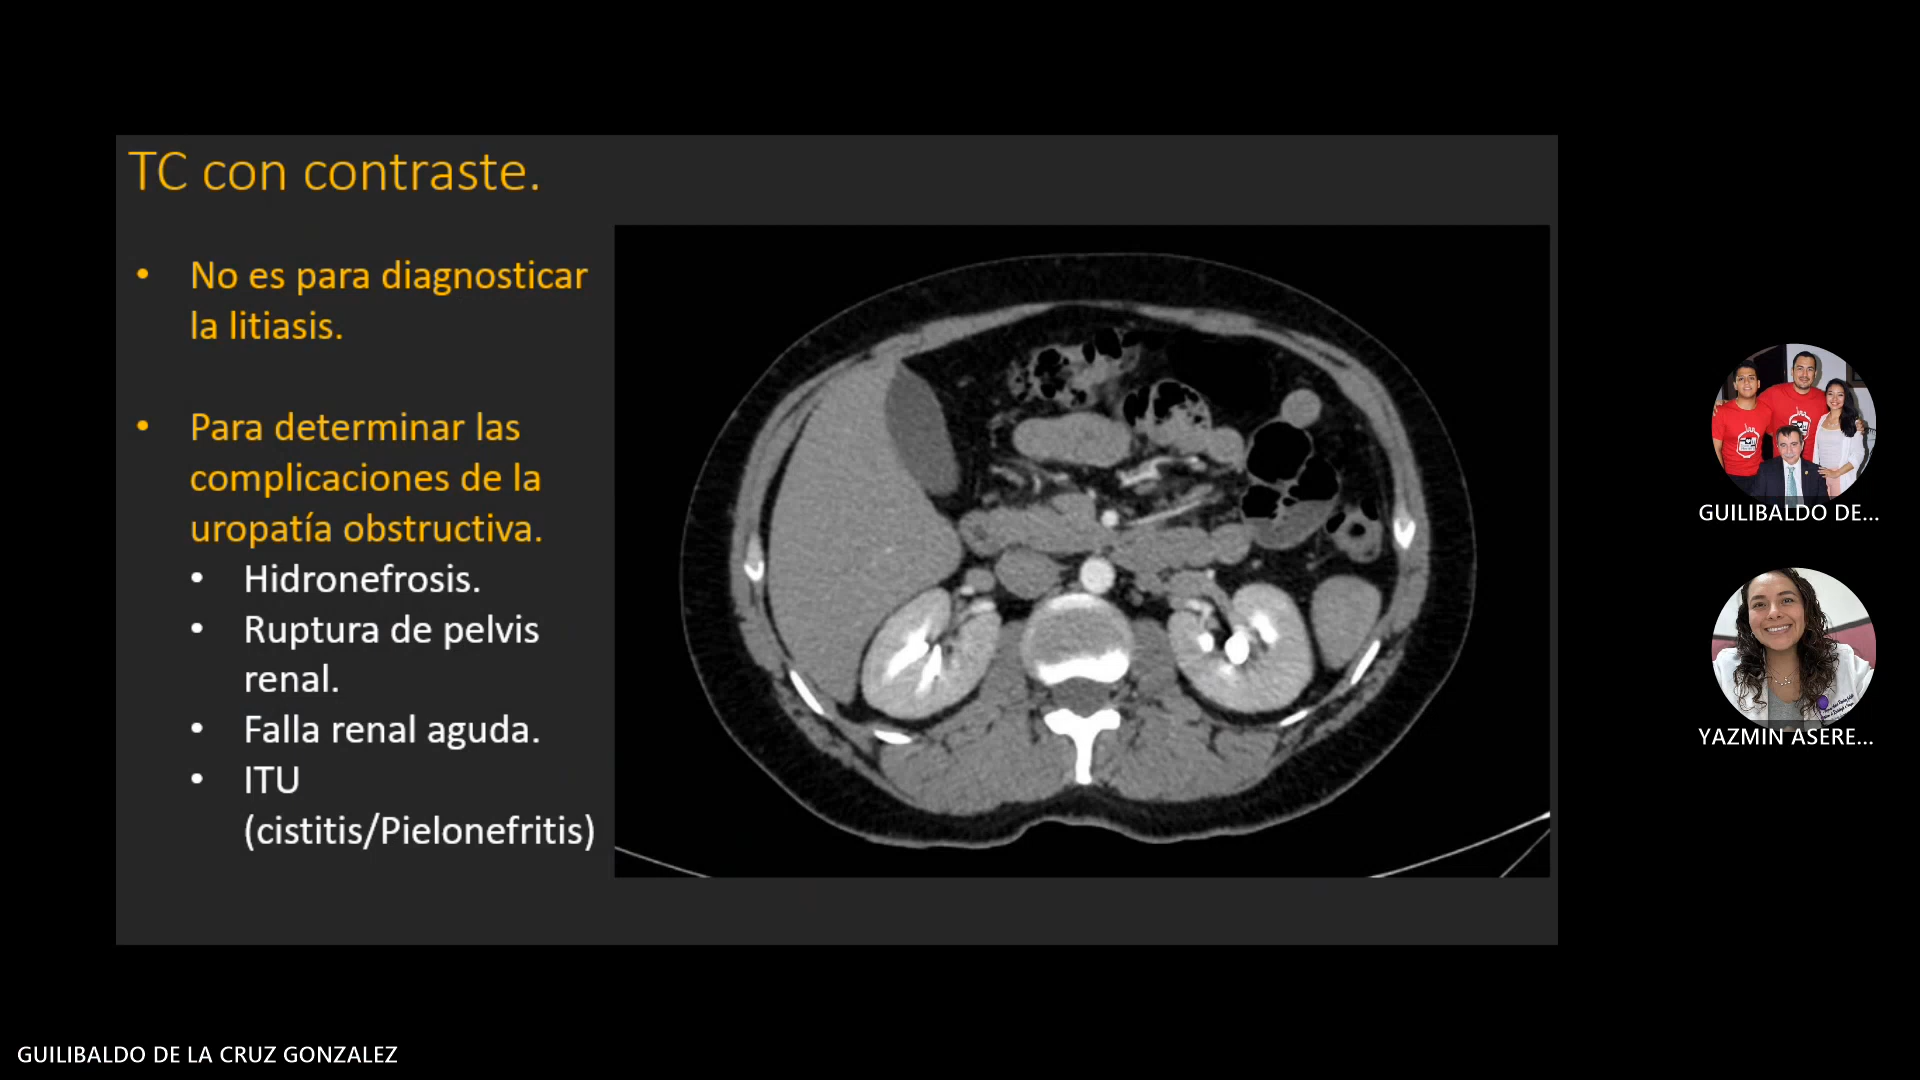 TC con contraste.
• No es para diagnosticar
la litiasis.
• Para determinar las
complicaciones de la
uropatía obstructiva.
• Hidronefrosis.
• Ruptura de pelvis
renal.
• Falla renal aguda.
• ITU
(cistitis/Pielonefritis)
GUILIBALDO DE...
YAZMIN ASERE...
GUILIBALDO DE LA CRUZ GONZALEZ